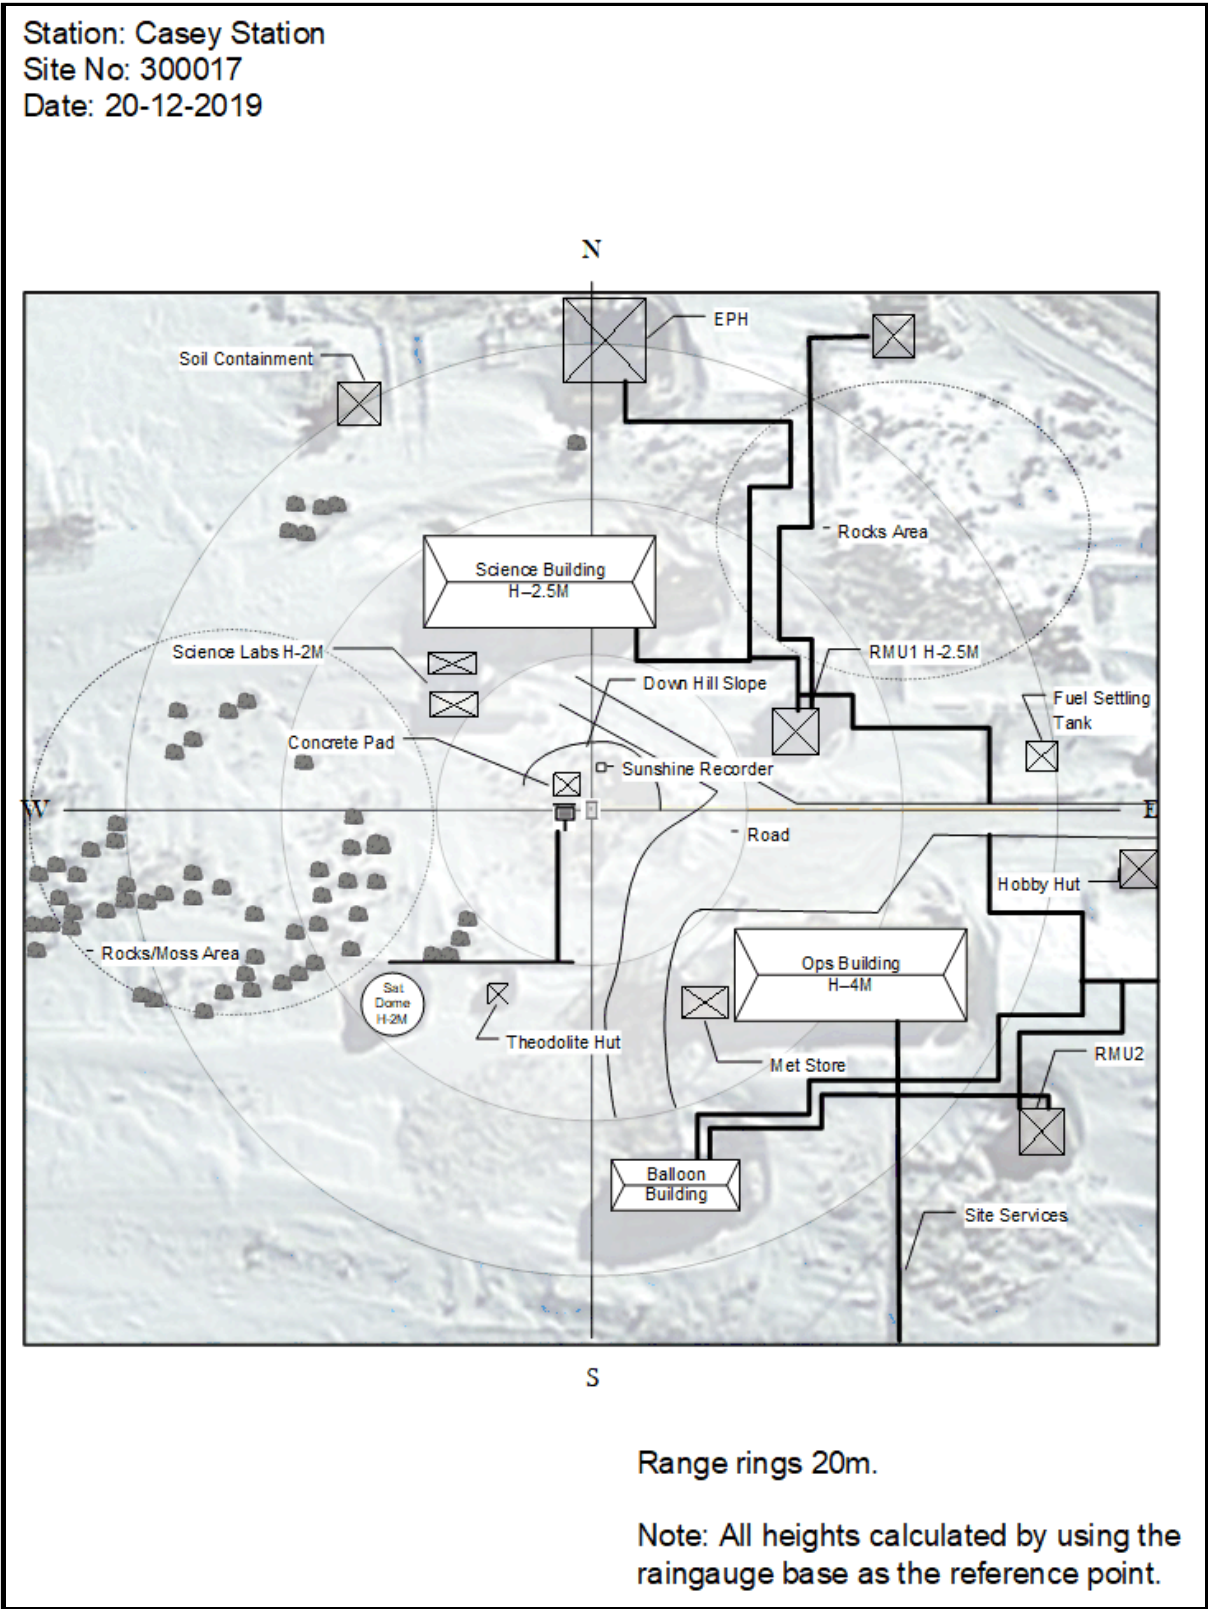 Station: Casey Station
Site No: 300017
Date: 20-12-2019
N
EPH
Soil Containment
Rocks Area
Science Building
H–2.5M
Science Labs H-2M
RMU1 H-2.5M
Down Hill Slope
Fuel Settling
Tank
Concrete Pad
Sunshine Recorder
W
E
Road
Hobby Hut
Rocks/Moss Area
Ops Building
H–4M
Sat
Dome
H-2M
Theodolite Hut
Met Store
RMU2
Balloon
Building
Site Services
S
Range rings 20m.
Note: All heights calculated by using the
raingauge base as the reference point.